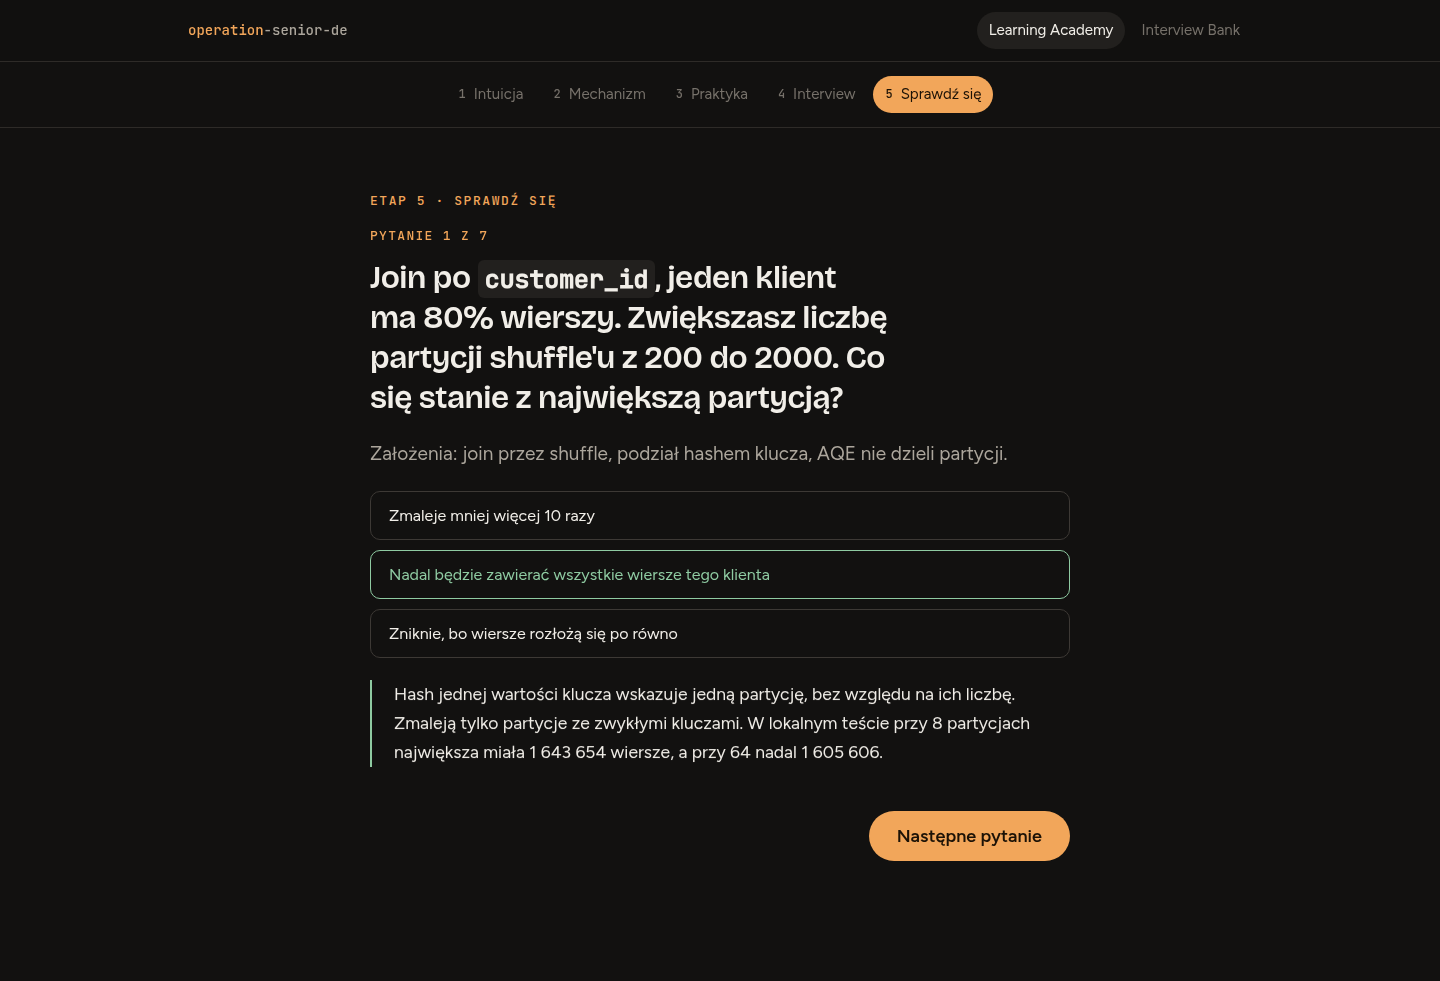 operation-senior-de
Learning Academy
Interview Bank
1 Intuicja
2 Mechanizm
3 Praktyka
4 Interview
5 Sprawdź się
ETAP 5 · SPRAWDŹ SIĘ
PYTANIE 1 Z 7
Join po customer_id, jeden klient
ma 80% wierszy. Zwiększasz liczbę
partycji shuffle'u z 200 do 2000. Co
się stanie z największą partycją?
Założenia: join przez shuffle, podział hashem klucza, AQE nie dzieli partycji.
Zmaleje mniej więcej 10 razy
Nadal będzie zawierać wszystkie wiersze tego klienta
Zniknie, bo wiersze rozłożą się po równo
Hash jednej wartości klucza wskazuje jedną partycję, bez względu na ich liczbę.
Zmaleją tylko partycje ze zwykłymi kluczami. W lokalnym teście przy 8 partycjach
największa miała 1 643 654 wiersze, a przy 64 nadal 1 605 606.
Następne pytanie